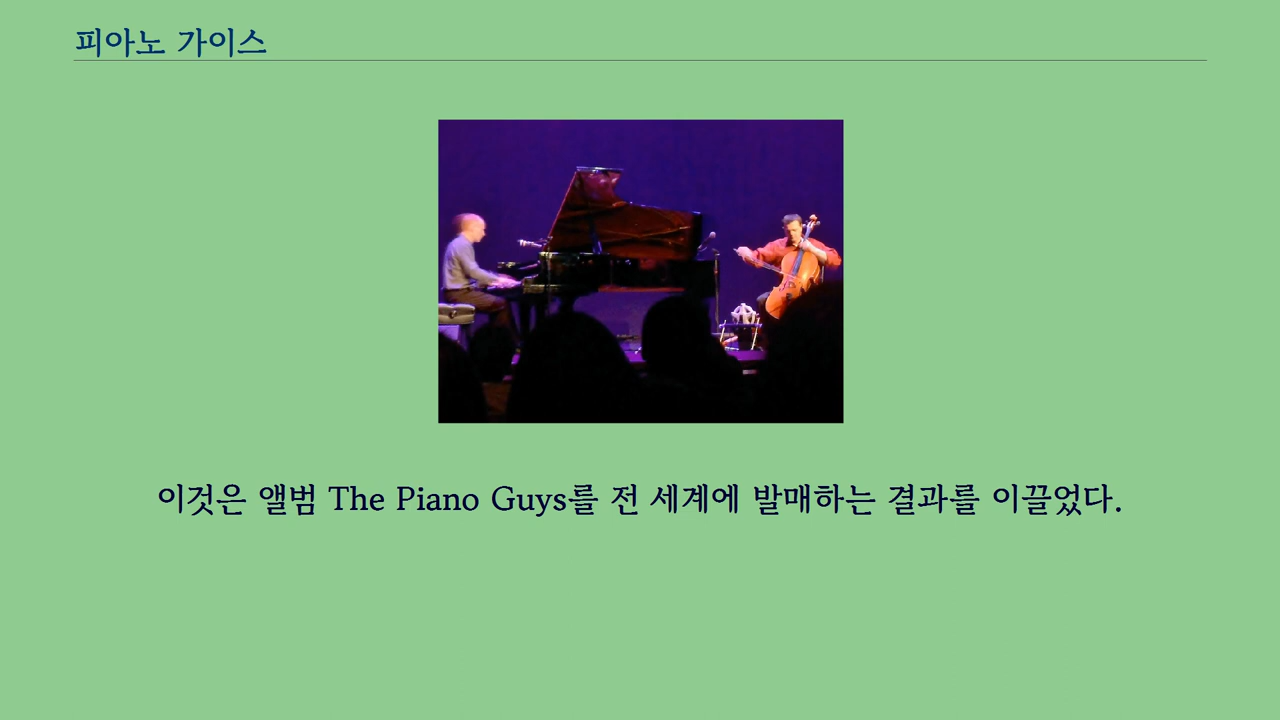 피아노 가이스
이것은 앨범 The Piano Guys를 전 세계에 발매하는 결과를 이끌었다.